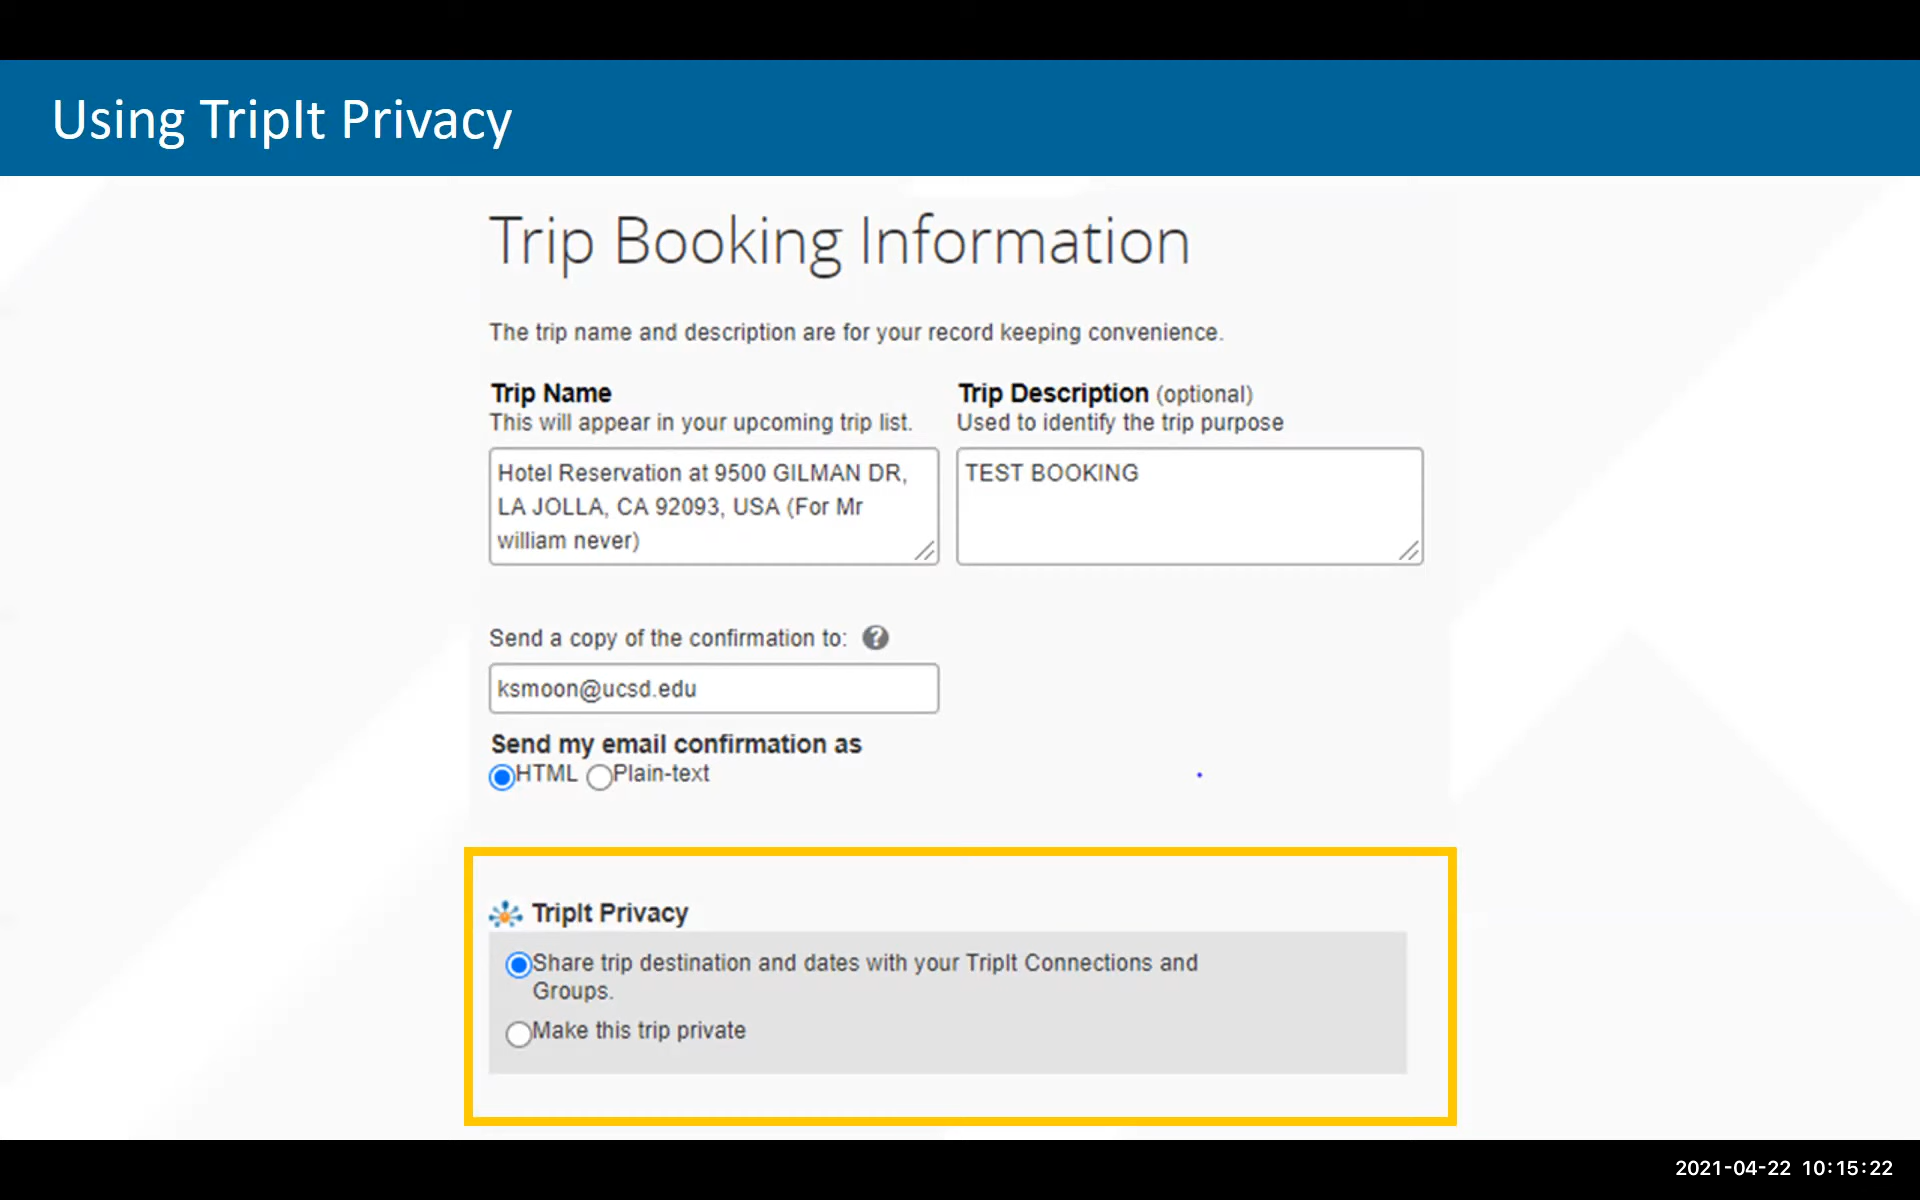 Using TripIt Privacy
Trip Booking Information
The trip name and description are for your record keeping convenience.
Trip Name
This will appear in your upcoming trip list.
Hotel Reservation at 9500 GILMAN DR,
LA JOLLA, CA 92093, USA (For Mr
william never)
Trip Description (optional)
Used to identify the trip purpose
TEST BOOKING
Send a copy of the confirmation to: ?
ksmoon@ucsd.edu
Send my email confirmation as
HTML Plain-text
TripIt Privacy
Share trip destination and dates with your TripIt Connections and
Groups.
Make this trip private
2021-04-22 10:15:22